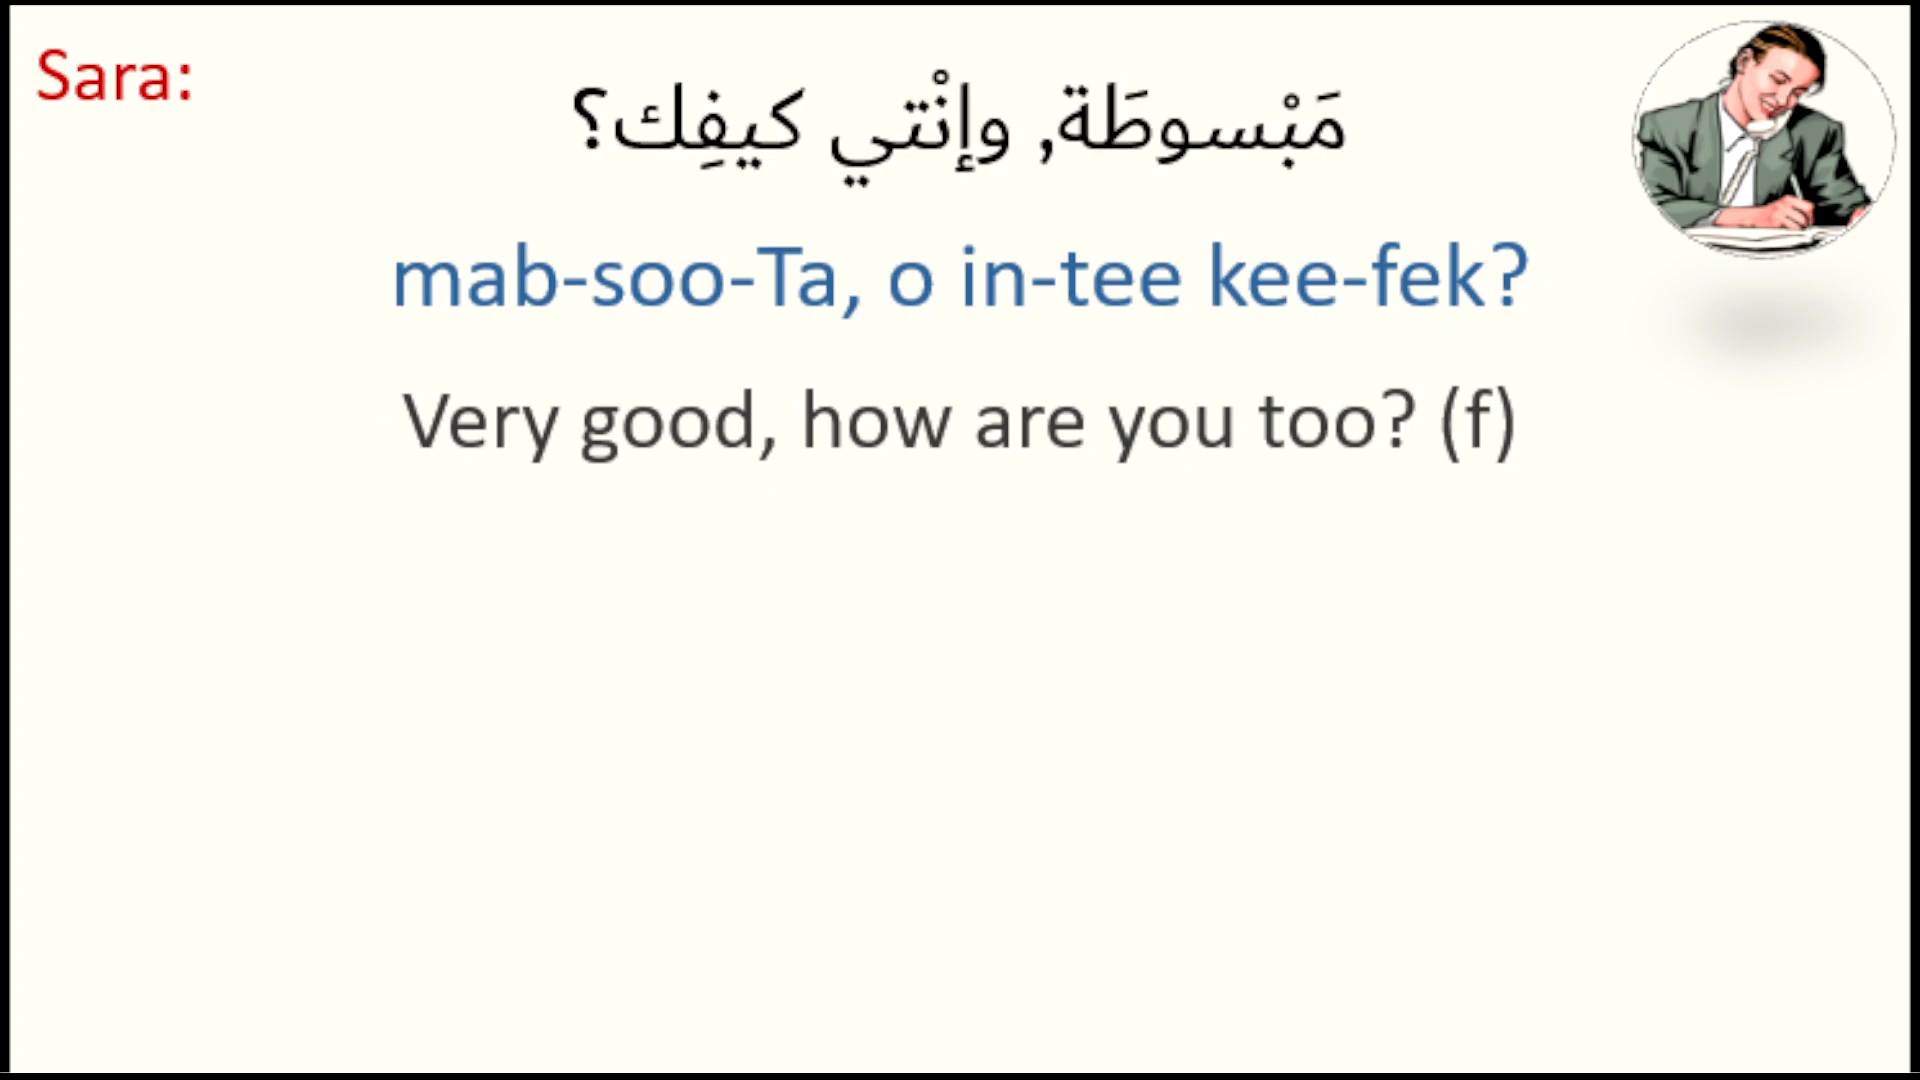 Sara:
مَبْسوطَة, وإنْتي كيفِك؟
mab-soo-Ta, o in-tee kee-fek?
Very good, how are you too? (f)